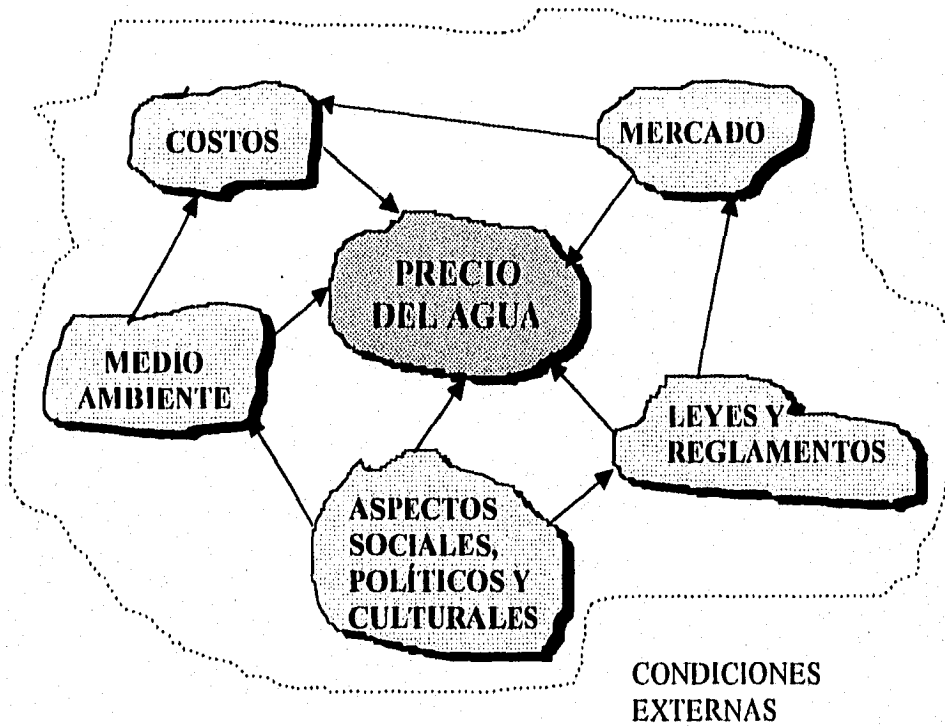 COSTOS
MERCADO
PRECIO
DEL AGUA
MEDIO
AMBIENTE
LEYES Y
REGLAMENTOS
ASPECTOS
SOCIALES,
POLÍTICOS Y
CULTURALES
CONDICIONES
EXTERNAS